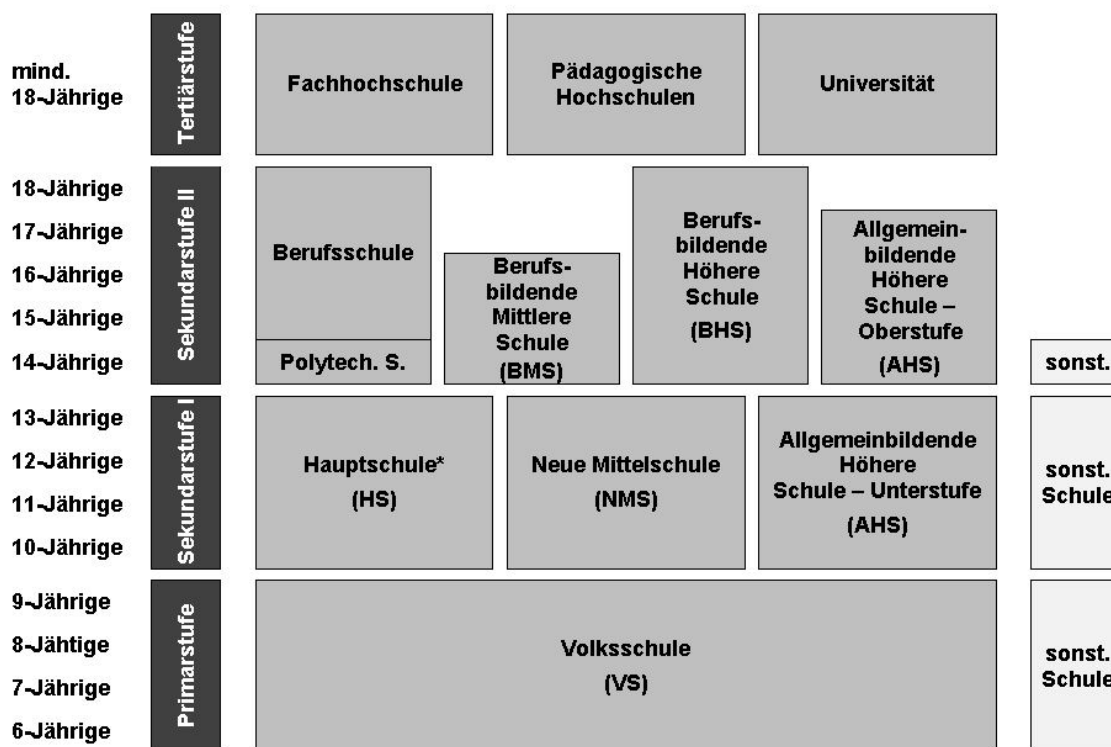 mind.
18-Jährige
Tertiärstufe
Fachhochschule
Pädagogische
Hochschulen
Universität
18-Jährige
17-Jährige
16-Jährige
15-Jährige
14-Jährige
Sekundarstufe II
Berufsschule
Polytech. S.
Berufs-
bildende
Mittlere
Schule
(BMS)
Berufs-
bildende
Höhere
Schule
(BHS)
Allgemein-
bildende
Höhere
Schule –
Oberstufe
(AHS)
sonst.
13-Jährige
12-Jährige
11-Jährige
10-Jährige
Sekundarstufe I
Hauptschule*
(HS)
Neue Mittelschule
(NMS)
Allgemeinbildende
Höhere
Schule – Unterstufe
(AHS)
sonst.
Schule
9-Jährige
8-Jähtige
7-Jährige
6-Jährige
Primarstufe
Volksschule
(VS)
sonst.
Schule